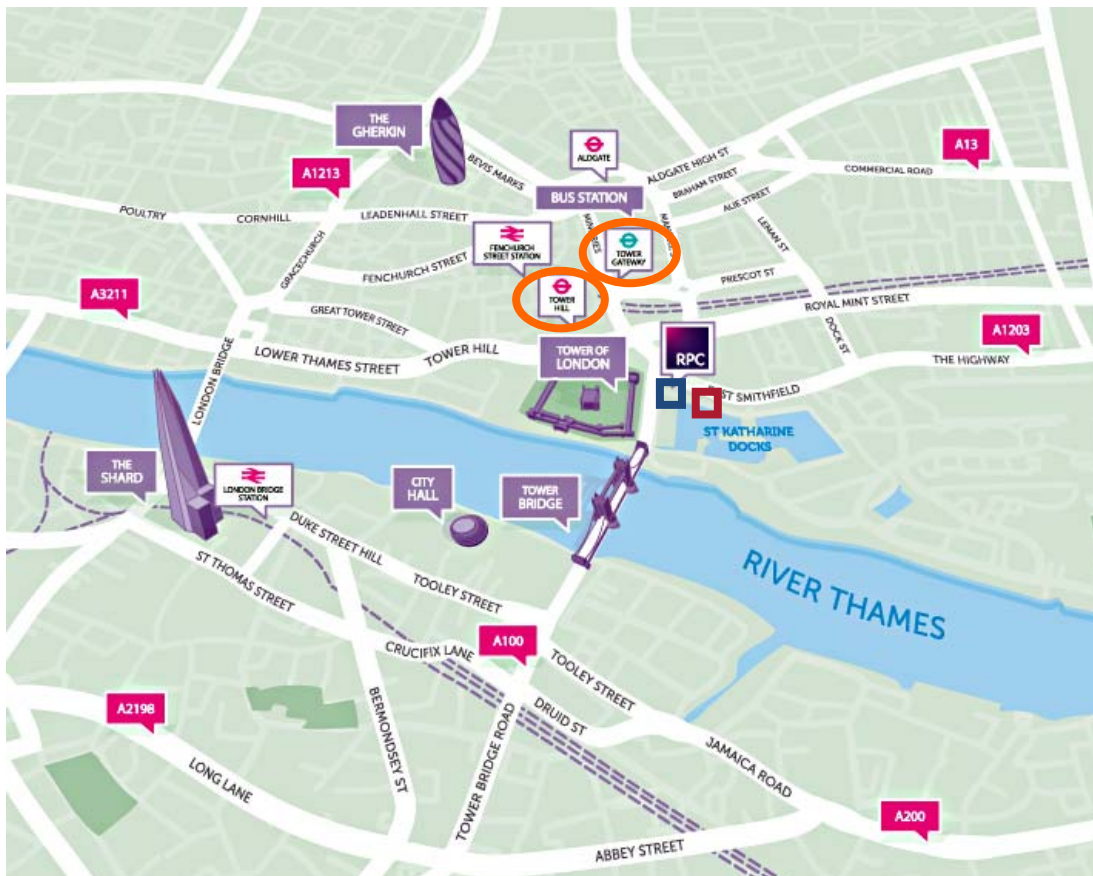 THE
GHERKIN
A1213
ALDGATE
A13
BEVIS MARKS
ALDGATE HIGH ST
COMMERCIAL ROAD
BRAHAM STREET
BUS STATION
ALIE STREET
POULTRY
CORNHILL
LEADENHALL STREET
MINORIES
LEMAN ST
FENCHURCH
STREET STATION
TOWER
GATEWAY
GRACECHURCH
FENCHURCH STREET
PRESCOT ST
A3211
TOWER
HILL
ROYAL MINT STREET
GREAT TOWER STREET
A1203
DOCK ST
LOWER THAMES STREET
TOWER HILL
TOWER OF
LONDON
RPC
THE HIGHWAY
LONDON BRIDGE
ST SMITHFIELD
ST KATHARINE
DOCKS
THE
SHARD
LONDON BRIDGE
STATION
CITY
HALL
TOWER
BRIDGE
DUKE STREET HILL
ST THOMAS STREET
TOOLEY STREET
RIVER THAMES
CRUCIFIX LANE
A100
TOOLEY STREET
A2198
BERMONDSEY ST
DRUID ST
TOWER BRIDGE ROAD
JAMAICA ROAD
LONG LANE
A200
ABBEY STREET